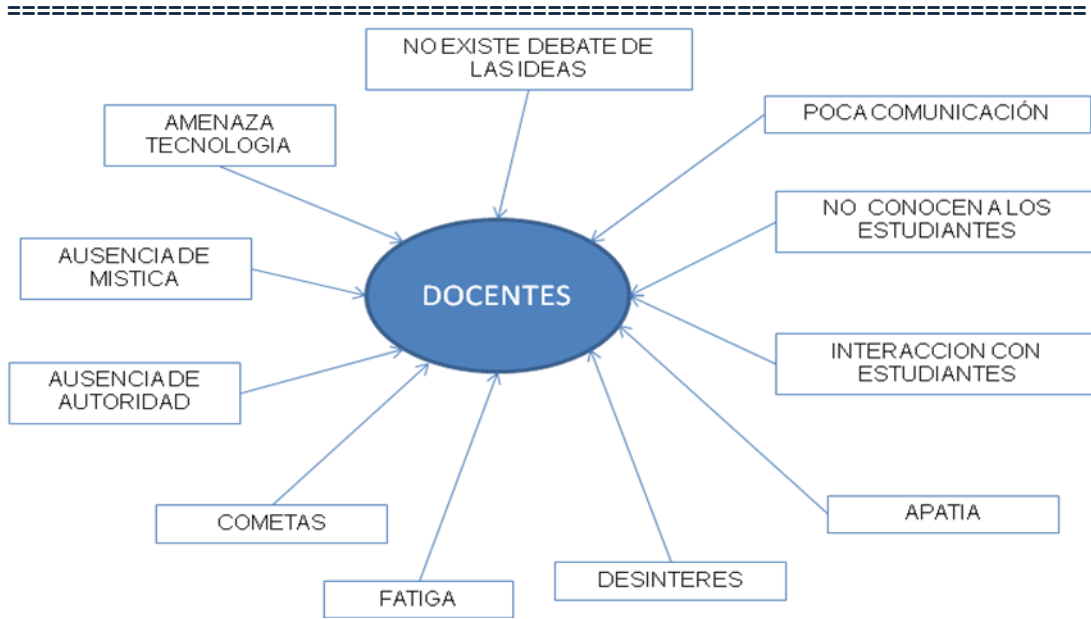 NO EXISTE DEBATE DE
LAS IDEAS
AMENAZA
TECNOLOGIA
POCA COMUNICACIÓN
NO CONOCEN A LOS
ESTUDIANTES
AUSENCIA DE
MISTICA
DOCENTES
INTERACCION CON
ESTUDIANTES
AUSENCIA DE
AUTORIDAD
COMETAS
APATIA
FATIGA
DESINTERES